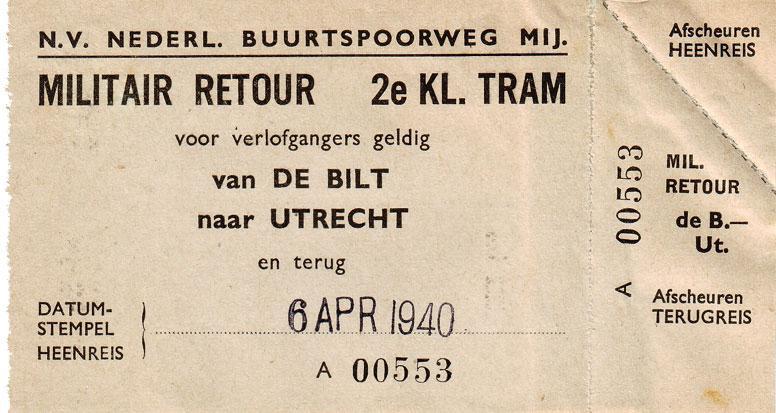 N.V. NEDERL. BUURTSPOORWEG MIJ.
MILITAIR RETOUR 2e KL. TRAM
voor verlofgangers geldig
van DE BILT
naar UTRECHT
en terug
DATUM-
STEMPEL
HEENREIS
6 APR 1940
A 00553
Afscheuren
HEENREIS
A 00553
MIL.
RETOUR
de B.—
Ut.
Afscheuren
TERUGREIS